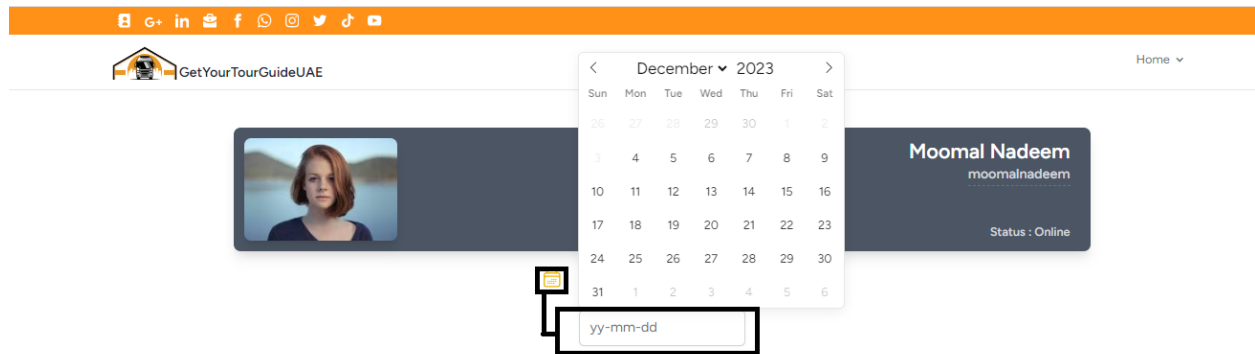 GetYourTourGuideUAE
Home
December 2023
Sun Mon Tue Wed Thu Fri Sat
26 27 28 29 30 1 2
3 4 5 6 7 8 9
10 11 12 13 14 15 16
17 18 19 20 21 22 23
24 25 26 27 28 29 30
31 1 2 3 4 5 6
Moomal Nadeem
moomalnadeem
Status : Online
yy-mm-dd